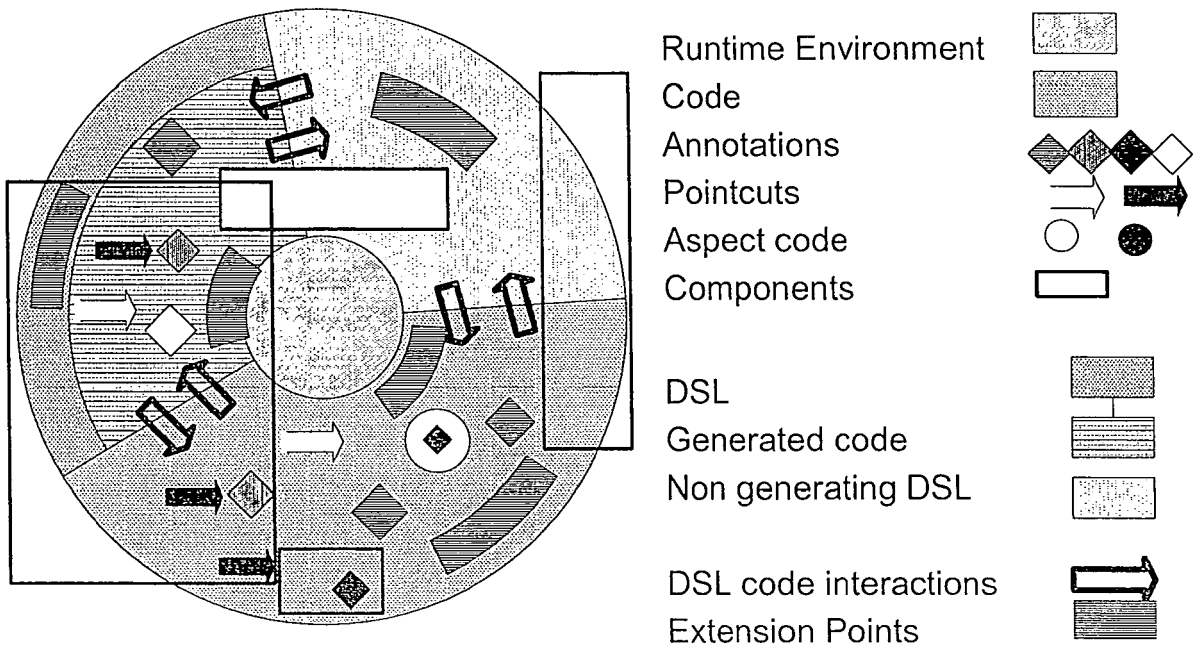 Runtime Environment
Code
Annotations
Pointcuts
Aspect code
Components
DSL
Generated code
Non generating DSL
DSL code interactions
Extension Points